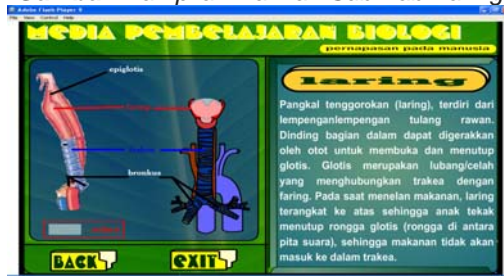 Adobe Flash Player 9
File View Control Help
MEDIA PEMBELAJARAN BIOLOGI
pernapasan pada manusia
epiglotis
bronkus
laring
Pangkal tenggorokan (laring), terdiri dari
lempenganlempengan tulang rawan.
Dinding bagian dalam dapat digerakkan
oleh otot untuk membuka dan menutup
glotis. Glotis merupakan lubang/celah
yang menghubungkan trakea dengan
faring. Pada saat menelan makanan, laring
terangkat ke atas sehingga anak tekak
menutup rongga glotis (rongga di antara
pita suara), sehingga makanan tidak akan
masuk ke dalam trakea.
BACK
EXIT